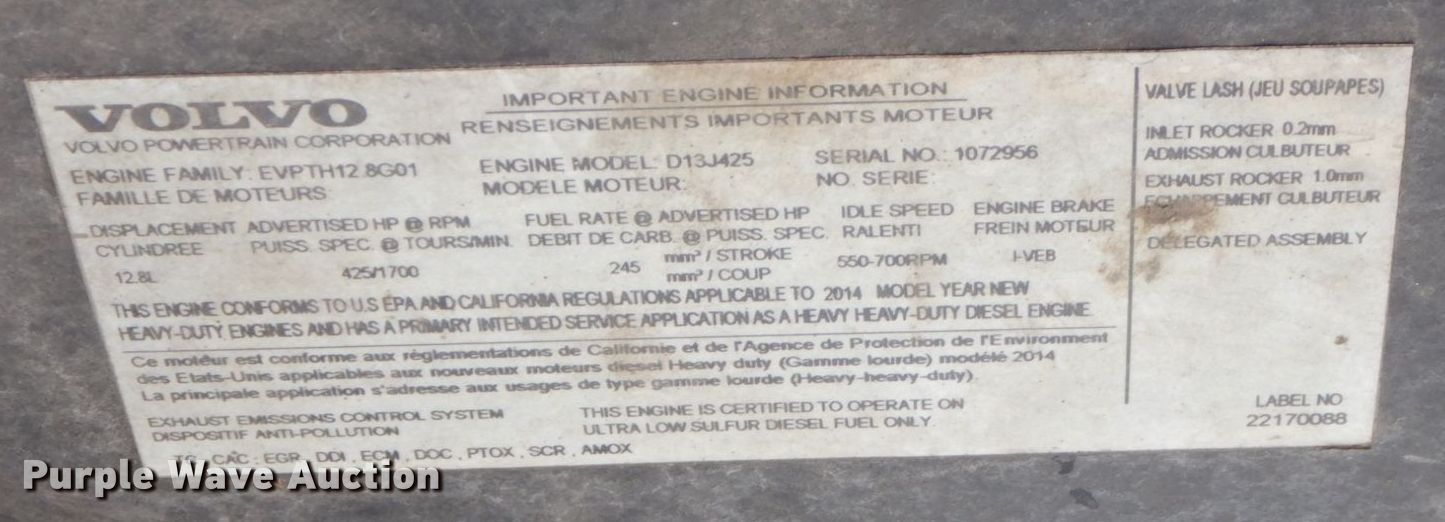 VOLVO
VOLVO POWERTRAIN CORPORATION
IMPORTANT ENGINE INFORMATION
RENSEIGNEMENTS IMPORTANTS MOTEUR
ENGINE FAMILY: EVPTH12.8G01
FAMILLE DE MOTEURS:
ENGINE MODEL: D13J425
MODELE MOTEUR:
SERIAL NO.: 1072956
NO. SERIE:
DISPLACEMENT
CYLINDREE
12.8L
ADVERTISED HP @ RPM
PUISS. SPEC. @ TOURS/MIN.
425/1700
FUEL RATE @ ADVERTISED HP
DEBIT DE CARB. @ PUISS. SPEC.
245 mm³ / STROKE
mm³ / COUP
IDLE SPEED
RALENTI
550-700RPM
ENGINE BRAKE
FREIN MOTEUR
I-VEB
THIS ENGINE CONFORMS TO U.S EPA AND CALIFORNIA REGULATIONS APPLICABLE TO 2014 MODEL YEAR NEW
HEAVY-DUTY ENGINES AND HAS A PRIMARY INTENDED SERVICE APPLICATION AS A HEAVY HEAVY-DUTY DIESEL ENGINE.
Ce moteur est conforme aux règlementations de Californie et de l'Agence de Protection de l'Environment
des Etats-Unis applicables aux nouveaux moteurs diesel Heavy duty (Gamme lourde) modélé 2014
La principale application s'adresse aux usages de type gamme lourde (Heavy-heavy-duty).
EXHAUST EMISSIONS CONTROL SYSTEM
DISPOSITIF ANTI-POLLUTION
TC , CAC , EGR, DDI , ECM , DOC , PTOX , SCR , AMOX
THIS ENGINE IS CERTIFIED TO OPERATE ON
ULTRA LOW SULFUR DIESEL FUEL ONLY.
VALVE LASH (JEU SOUPAPES)
INLET ROCKER 0.2mm
ADMISSION CULBUTEUR
EXHAUST ROCKER 1.0mm
ECHAPPEMENT CULBUTEUR
DELEGATED ASSEMBLY
LABEL NO
22170088
Purple Wave Auction